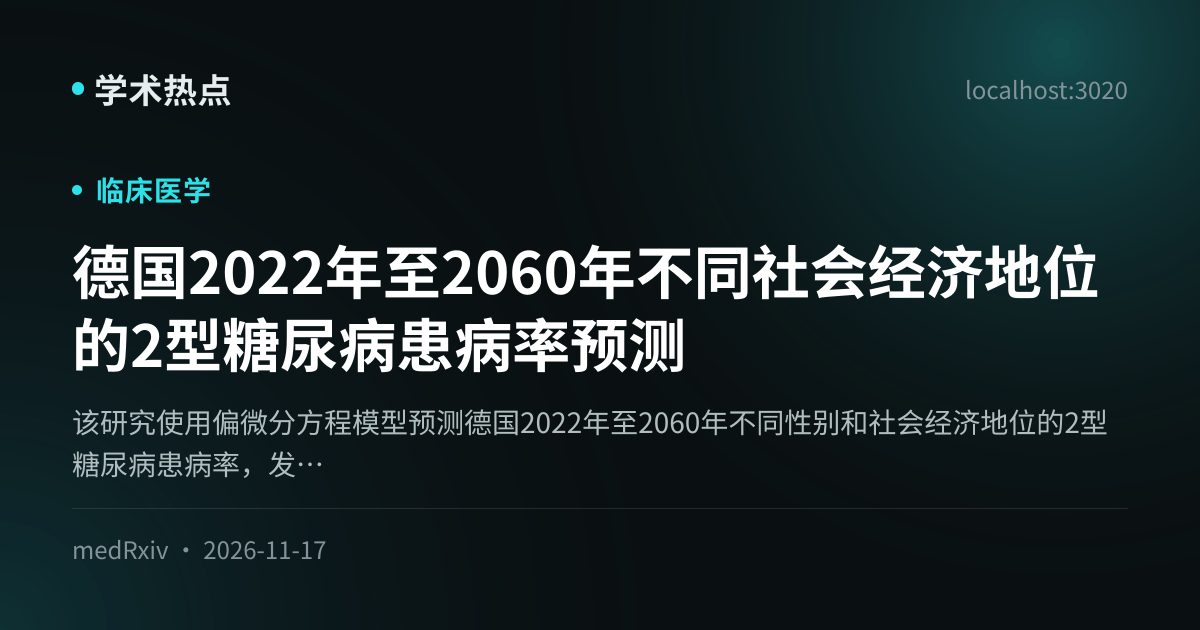 学术热点
localhost:3020
临床医学
德国2022年至2060年不同社会经济地位
的2型糖尿病患病率预测
该研究使用偏微分方程模型预测德国2022年至2060年不同性别和社会经济地位的2型
糖尿病患病率，发…
medRxiv • 2026-11-17